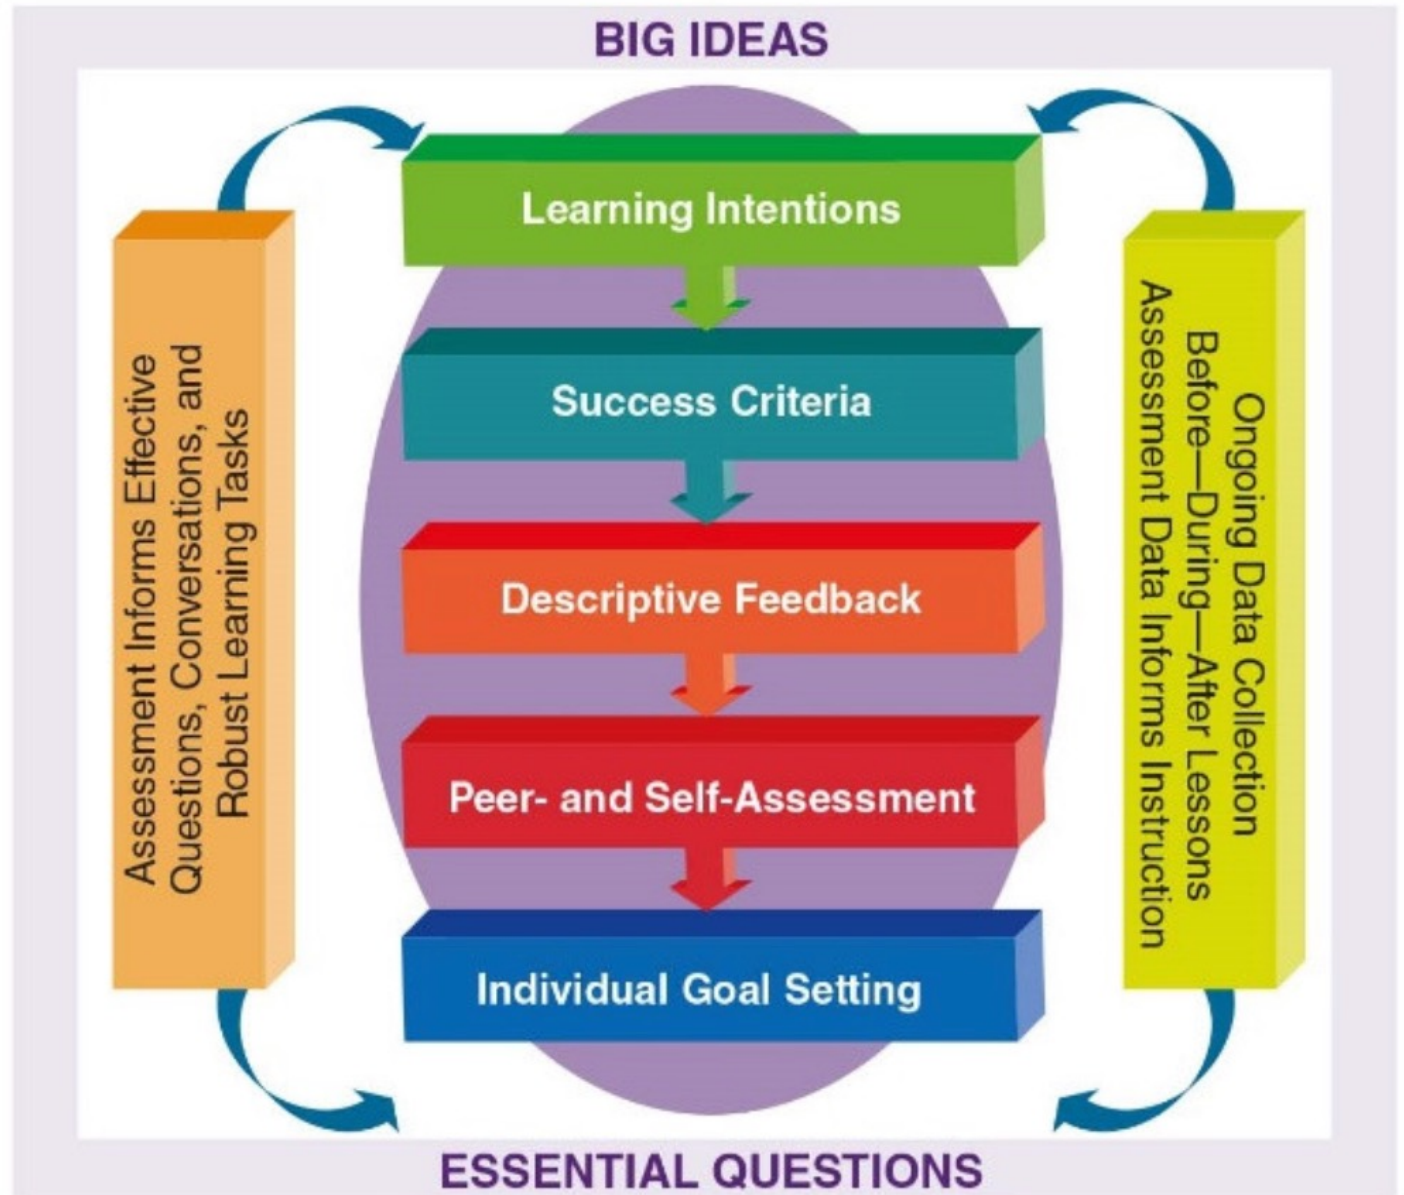 BIG IDEAS
Learning Intentions
Success Criteria
Descriptive Feedback
Peer- and Self-Assessment
Individual Goal Setting
Assessment Informs Effective
Questions, Conversations, and
Robust Learning Tasks
Ongoing Data Collection
Before—During—After Lessons
Assessment Data Informs Instruction
ESSENTIAL QUESTIONS